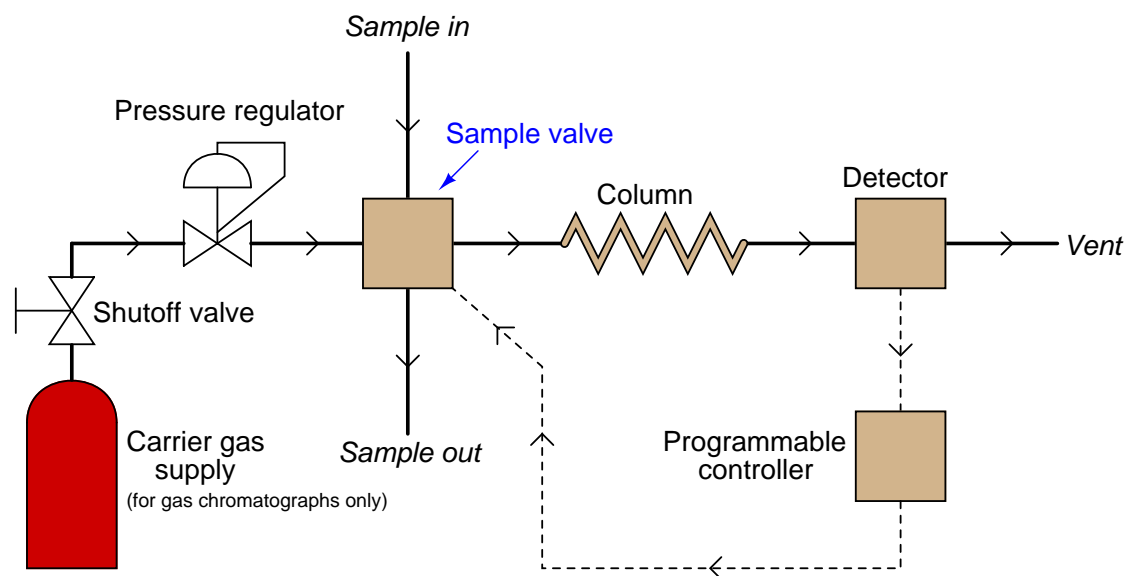 Sample in
Pressure regulator
Sample valve
Column
Detector
Vent
Shutoff valve
Carrier gas
supply
(for gas chromatographs only)
Sample out
Programmable
controller